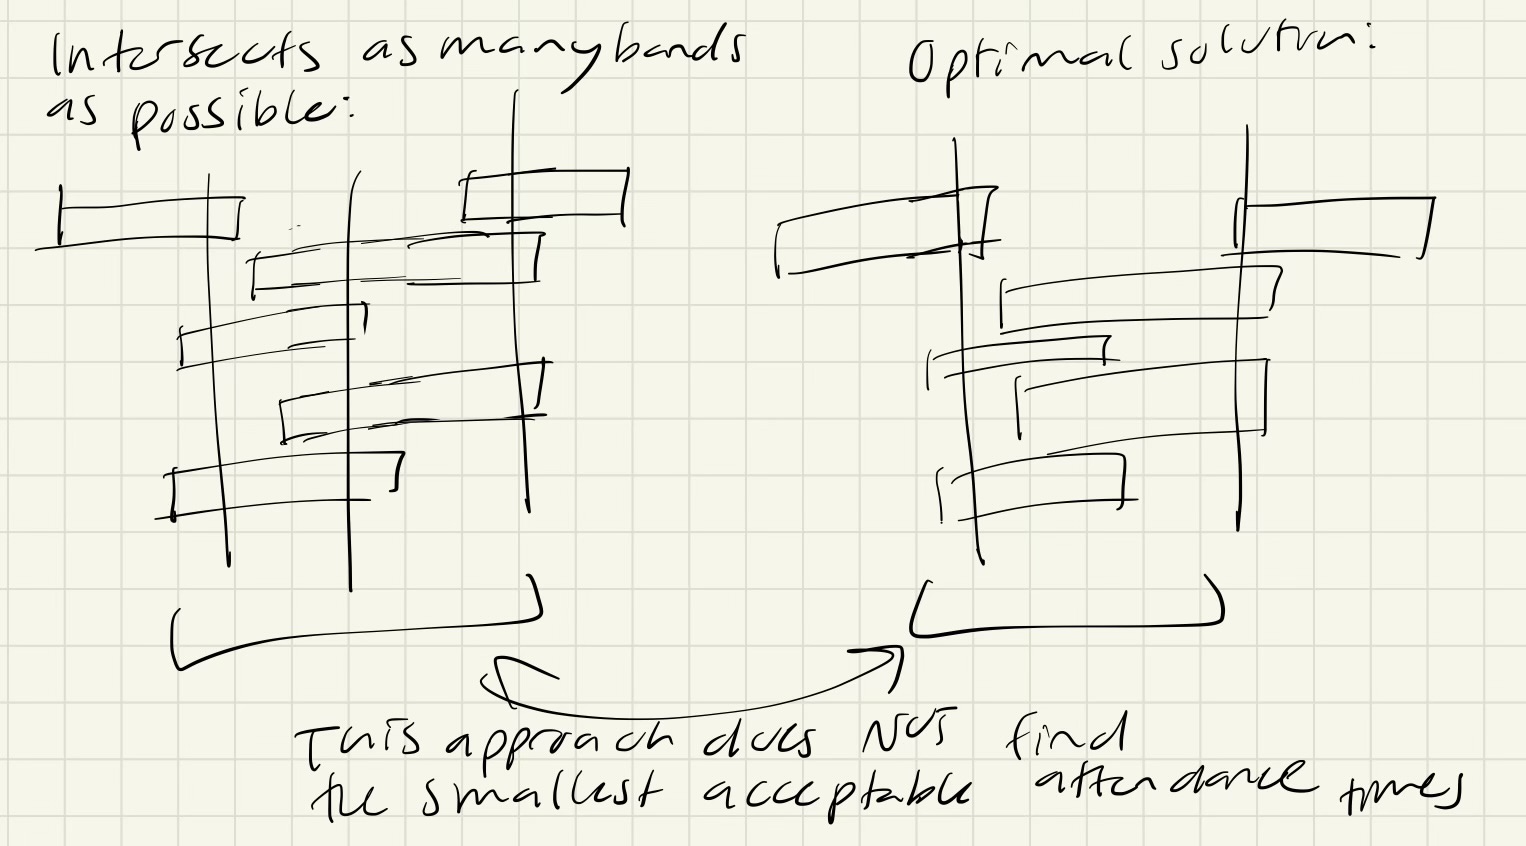 Intersects as many bands
as possible:
Optimal solution:
This approach does NOT find
the smallest acceptable attendance times